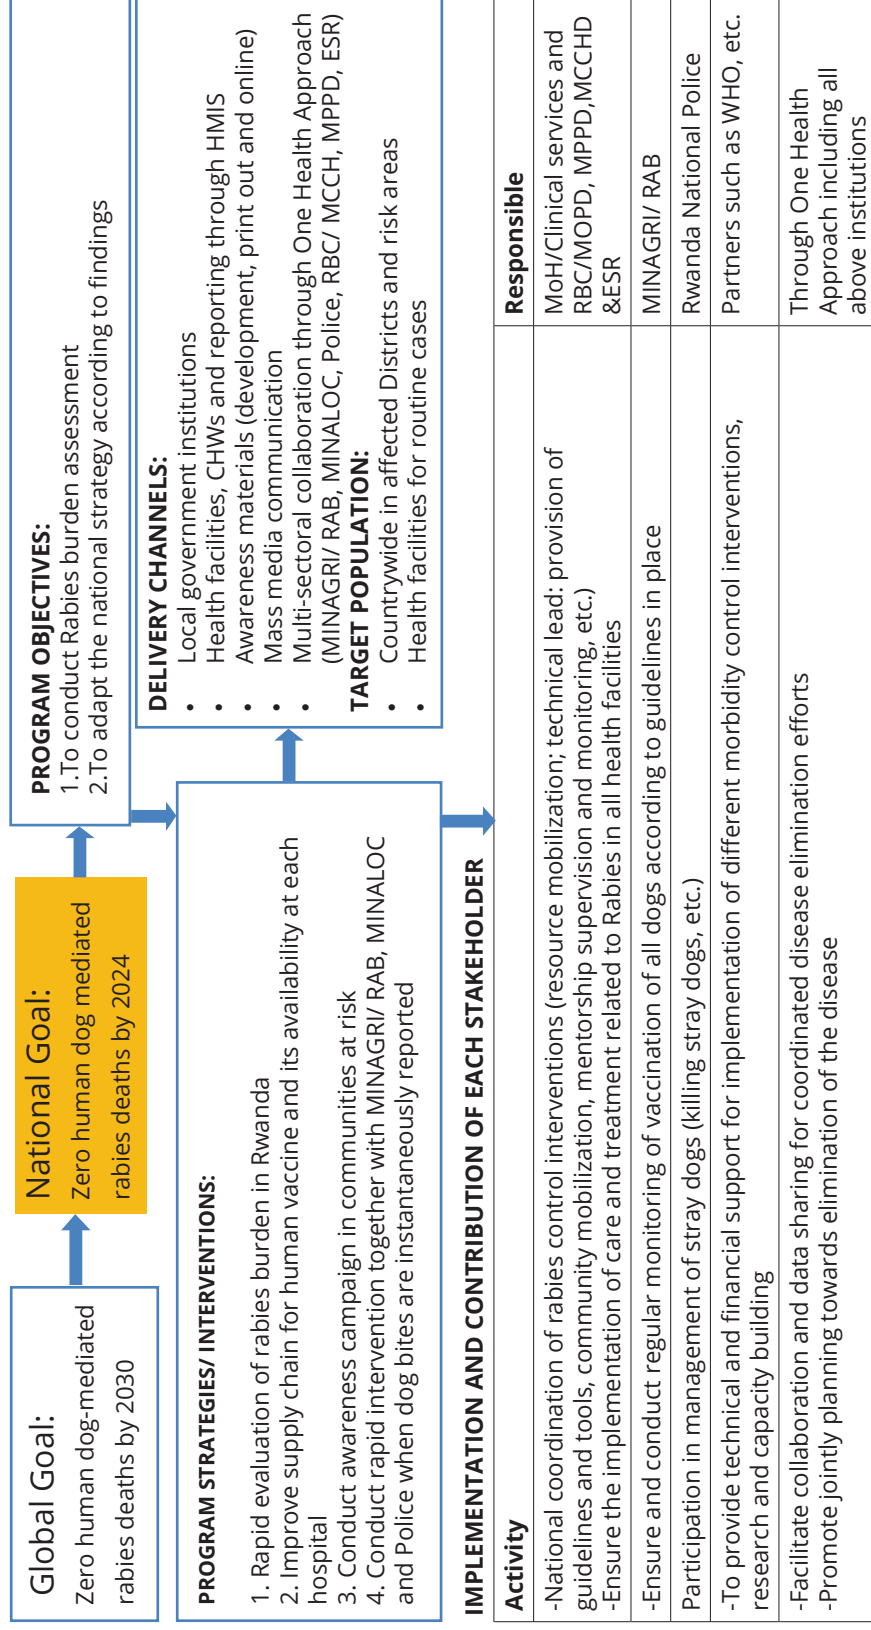 Global Goal:
Zero human dog-mediated
rabies deaths by 2030
National Goal:
Zero human dog mediated
rabies deaths by 2024
PROGRAM OBJECTIVES:
1.To conduct Rabies burden assessment
2.To adapt the national strategy according to findings
PROGRAM STRATEGIES/ INTERVENTIONS:
1. Rapid evaluation of rabies burden in Rwanda
2. Improve supply chain for human vaccine and its availability at each
hospital
3. Conduct awareness campaign in communities at risk
4. Conduct rapid intervention together with MINAGRI/ RAB, MINALOC
and Police when dog bites are instantaneously reported
DELIVERY CHANNELS:
• Local government institutions
• Health facilities, CHWs and reporting through HMIS
• Awareness materials (development, print out and online)
• Mass media communication
• Multi-sectoral collaboration through One Health Approach
(MINAGRI/ RAB, MINALOC, Police, RBC/ MCCH, MPPD, ESR)
TARGET POPULATION:
• Countrywide in affected Districts and risk areas
• Health facilities for routine cases
IMPLEMENTATION AND CONTRIBUTION OF EACH STAKEHOLDER
Activity
Responsible
-National coordination of rabies control interventions (resource mobilization; technical lead: provision of
guidelines and tools, community mobilization, mentorship supervision and monitoring, etc.)
-Ensure the implementation of care and treatment related to Rabies in all health facilities
MoH/Clinical services and
RBC/MOPD, MPPD,MCCHD
&ESR
-Ensure and conduct regular monitoring of vaccination of all dogs according to guidelines in place
MINAGRI/ RAB
Participation in management of stray dogs (killing stray dogs, etc.)
Rwanda National Police
-To provide technical and financial support for implementation of different morbidity control interventions,
research and capacity building
Partners such as WHO, etc.
-Facilitate collaboration and data sharing for coordinated disease elimination efforts
-Promote jointly planning towards elimination of the disease
Through One Health
Approach including all
above institutions